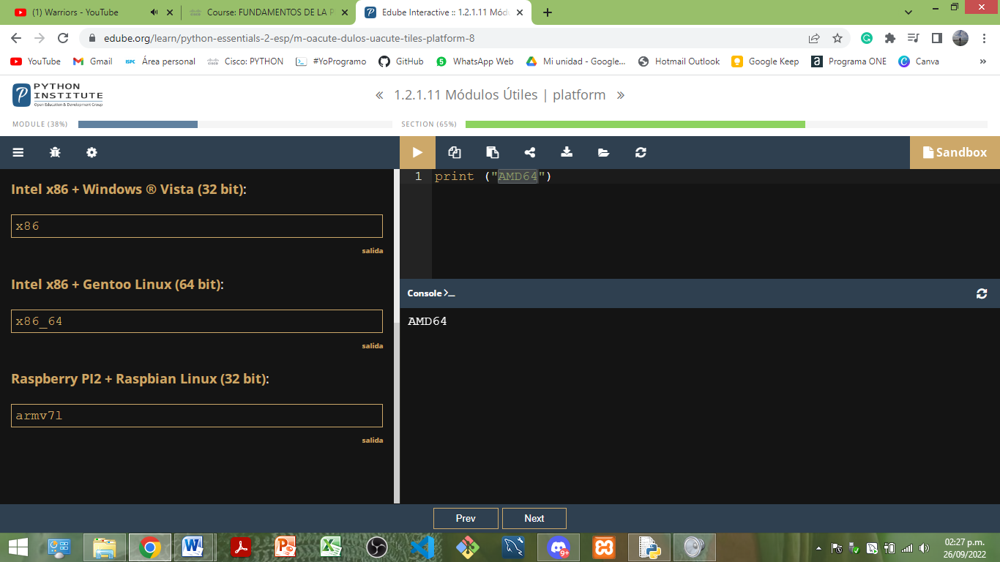 (1) Warriors - YouTube
Course: FUNDAMENTOS DE LA P
Edube Interactive :: 1.2.1.11 Módu
edube.org/learn/python-essentials-2-esp/m-oacute-dulos-uacute-tiles-platform-8
YouTube
Gmail
ISPC Área personal
Cisco: PYTHON
#YoProgramo
GitHub
5 WhatsApp Web
Mi unidad - Google...
Hotmail Outlook
Google Keep
a Programa ONE
Canva
»
PYTHON
INSTITUTE
Open Education & Development Group
« 1.2.1.11 Módulos Útiles | platform »
MODULE (38%)
SECTION (65%)
Sandbox
Intel x86 + Windows ® Vista (32 bit):
x86
salida
Intel x86 + Gentoo Linux (64 bit):
x86_64
salida
Raspberry PI2 + Raspbian Linux (32 bit):
armv7l
salida
1 print ("AMD64")
Console >_
AMD64
Prev
Next
9+
02:27 p.m.
26/09/2022